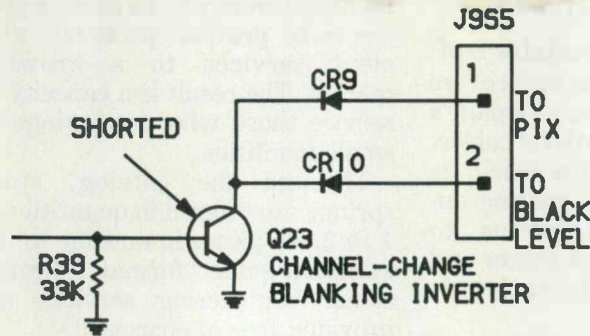 J9S5
CR9
1
TO
PIX
SHORTED
CR10
2
TO
BLACK
LEVEL
Q23
CHANNEL-CHANGE
BLANKING INVERTER
R39
33K